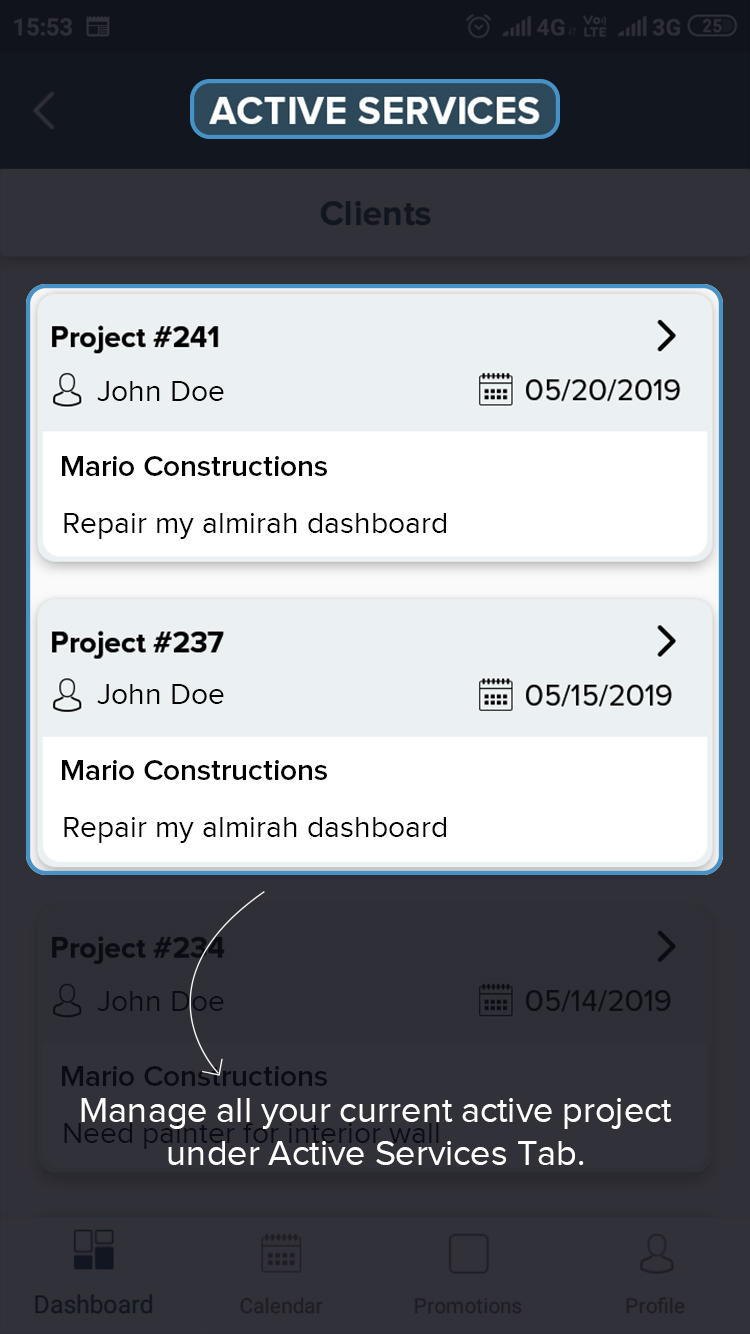 15:53 4G Vo) LTE 3G 25
ACTIVE SERVICES
Clients
Project #241
John Doe 05/20/2019
Mario Constructions
Repair my almirah dashboard
Project #237
John Doe 05/15/2019
Mario Constructions
Repair my almirah dashboard
Project #234
John Doe 05/14/2019
Mario Constructions
Manage all your current active project
Need painter for interior wall
under Active Services Tab.
Dashboard Calendar Promotions Profile